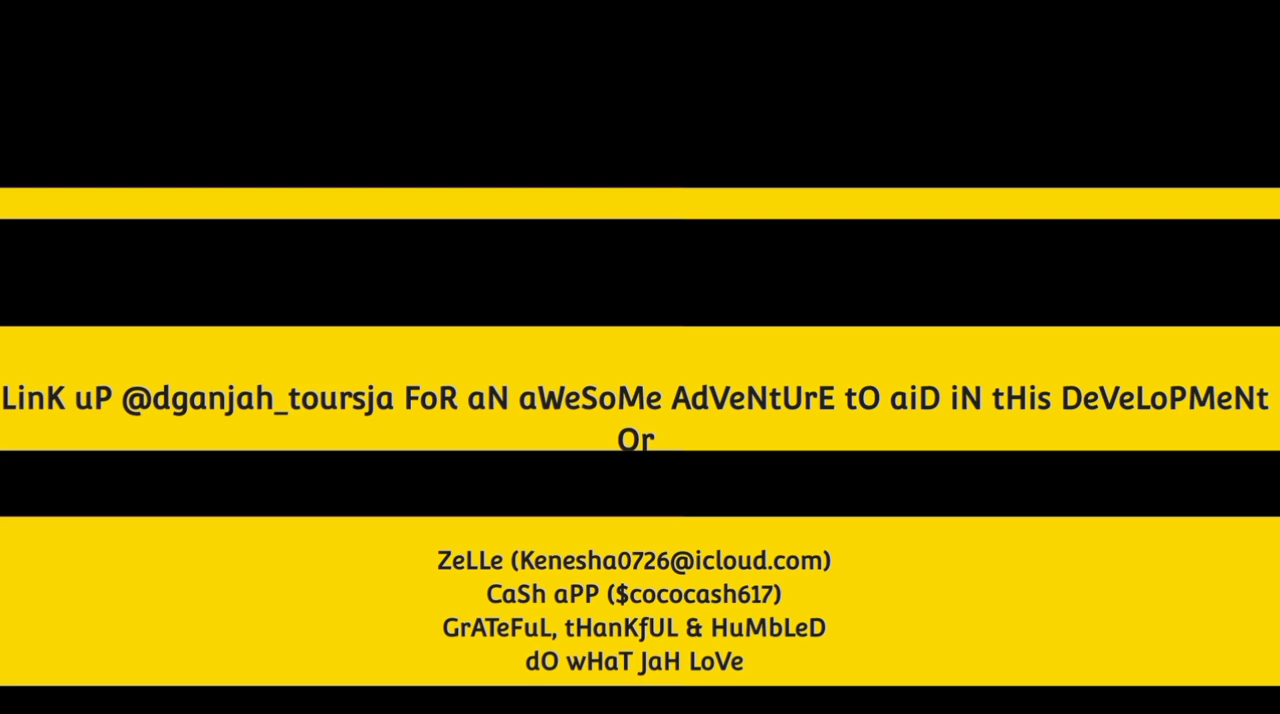 LinK uP @dganjah_toursja FoR aN aWeSoMe AdVeNtUrE tO aiD iN tHis DeVeLoPMeNt
Or
ZeLLe (Kenesha0726@icloud.com)
CaSh aPP ($cococash617)
GrATeFuL, tHanKfUL & HuMbLeD
dO wHaT JaH LoVe